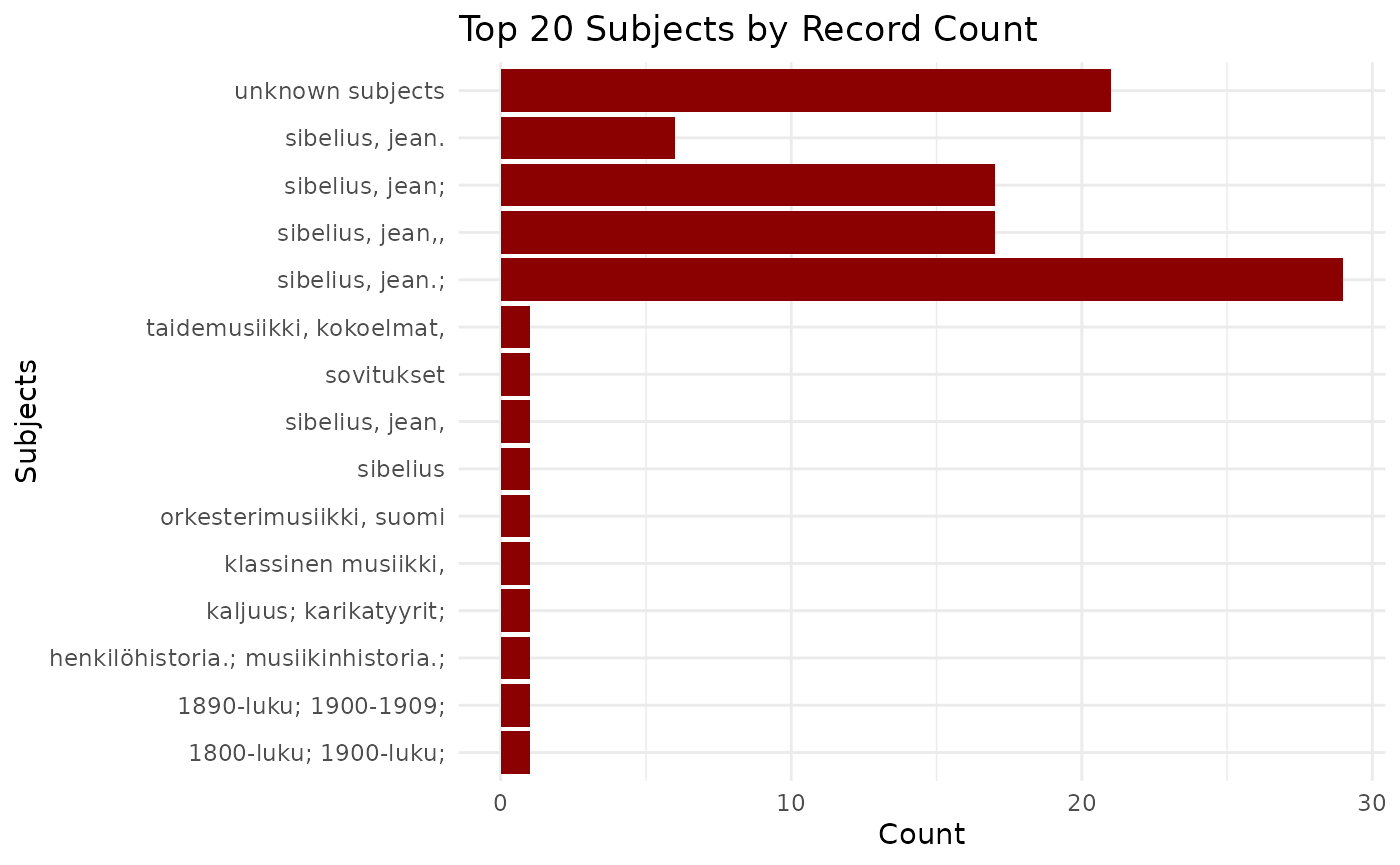 Top 20 Subjects by Record Count
unknown subjects
sibelius, jean.
sibelius, jean;
sibelius, jean,,
sibelius, jean.;
taidemusiikki, kokoelmat,
sovitukset
sibelius, jean,
sibelius
orkesterimusiikki, suomi
klassinen musiikki,
kaljuus; karikatyyrit;
henkilöhistoria.; musiikinhistoria.;
1890-luku; 1900-1909;
1800-luku; 1900-luku;
Subjects
0 10 20 30
Count